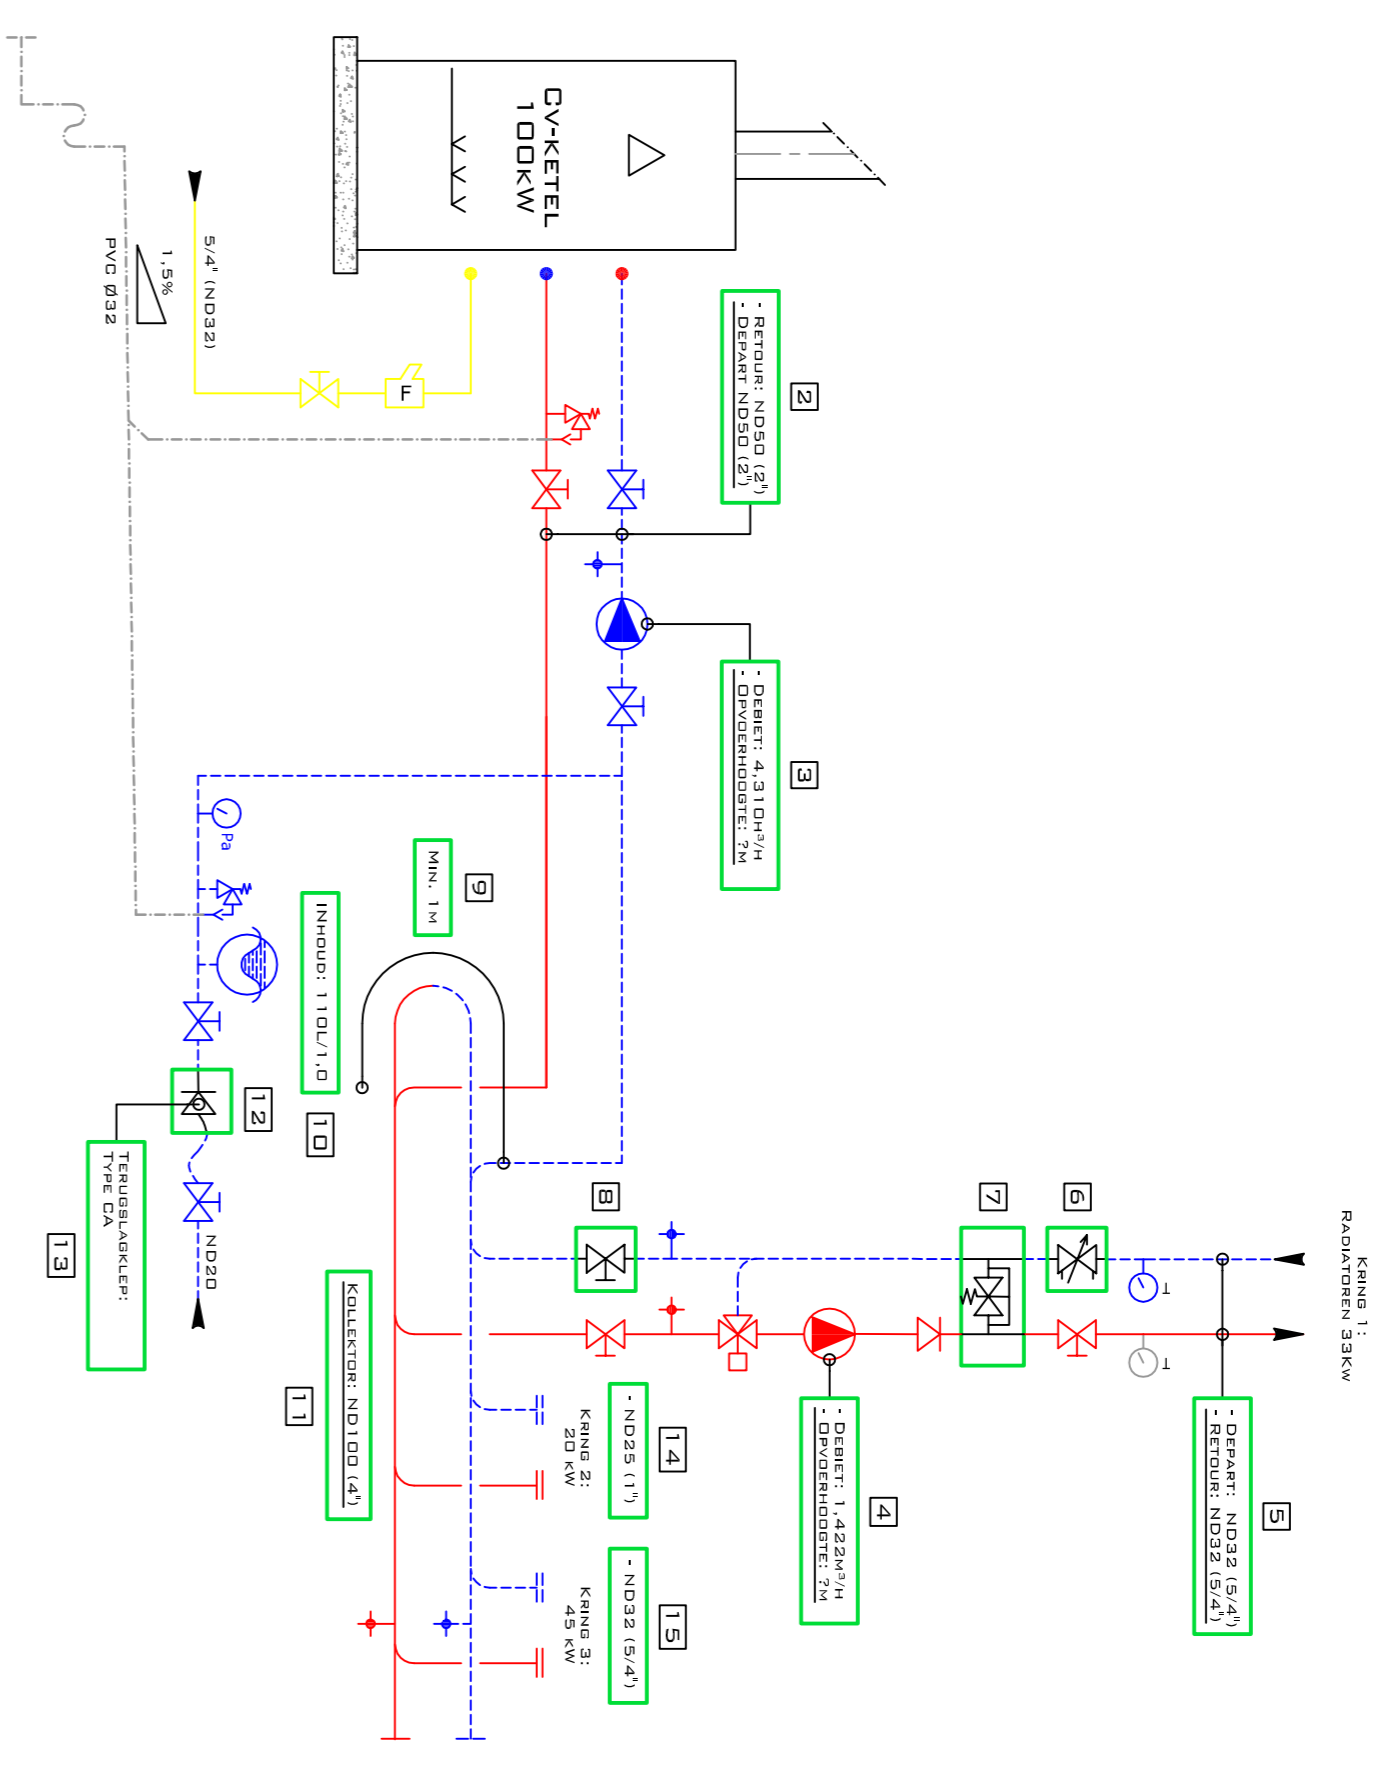 Kring 1:
Radiatoren 33Kw
- Depart: ND32 (5/4")
- Retour: ND32 (5/4")
5
6
7
T
T
4
- Debiet: 1,422m³/h
- Opvoerhoogte: ?m
2
- Retour: ND50 (2")
- Depart ND50 (2")
3
- Debiet: 4,310H³/H
- Opvoerhoogte: ?m
8
14
- ND25 (1")
Kring 2:
20 kW
15
- ND32 (5/4")
Kring 3:
45 kW
Cv-ketel
100kW
9
Min. 1m
F
Inhoud: 110L/1,0
10
Kollektor: ND100 (4")
11
Pa
12
5/4" (ND32)
1,5%
PVC Ø32
ND20
Terugslagklep:
Type CA
13